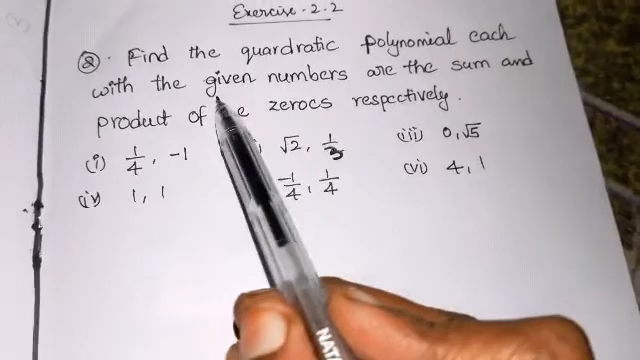 Exercise-2.2
Q. Find the quardratic Polynomial each
with the given numbers are the sum and
product of zeroes respectively.
(i) 1/4, -1 √2, 1/3 (iii) 0, √5
(iv) 1, 1 -1/4, 1/4 (vi) 4, 1
NATA